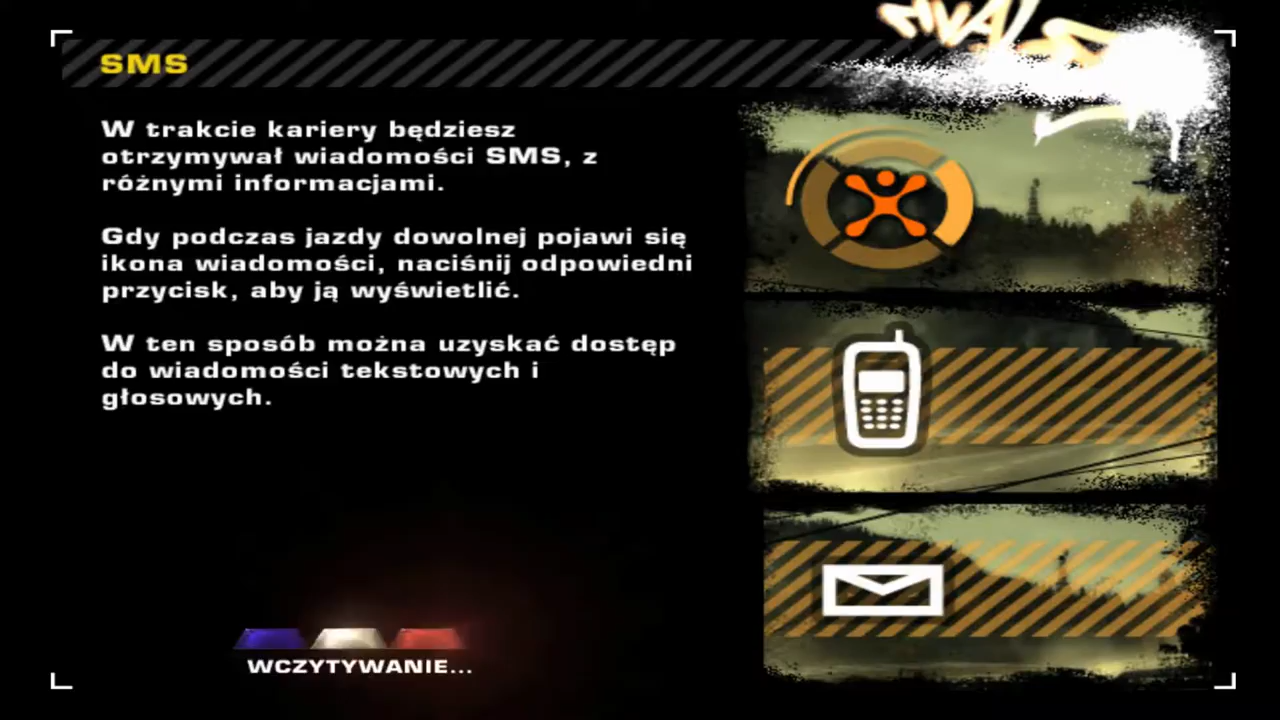 SMS
W trakcie kariery będziesz
otrzymywał wiadomości SMS, z
różnymi informacjami.
Gdy podczas jazdy dowolnej pojawi się
ikona wiadomości, naciśnij odpowiedni
przycisk, aby ją wyświetlić.
W ten sposób można uzyskać dostęp
do wiadomości tekstowych i
głosowych.
WCZYTYWANIE...